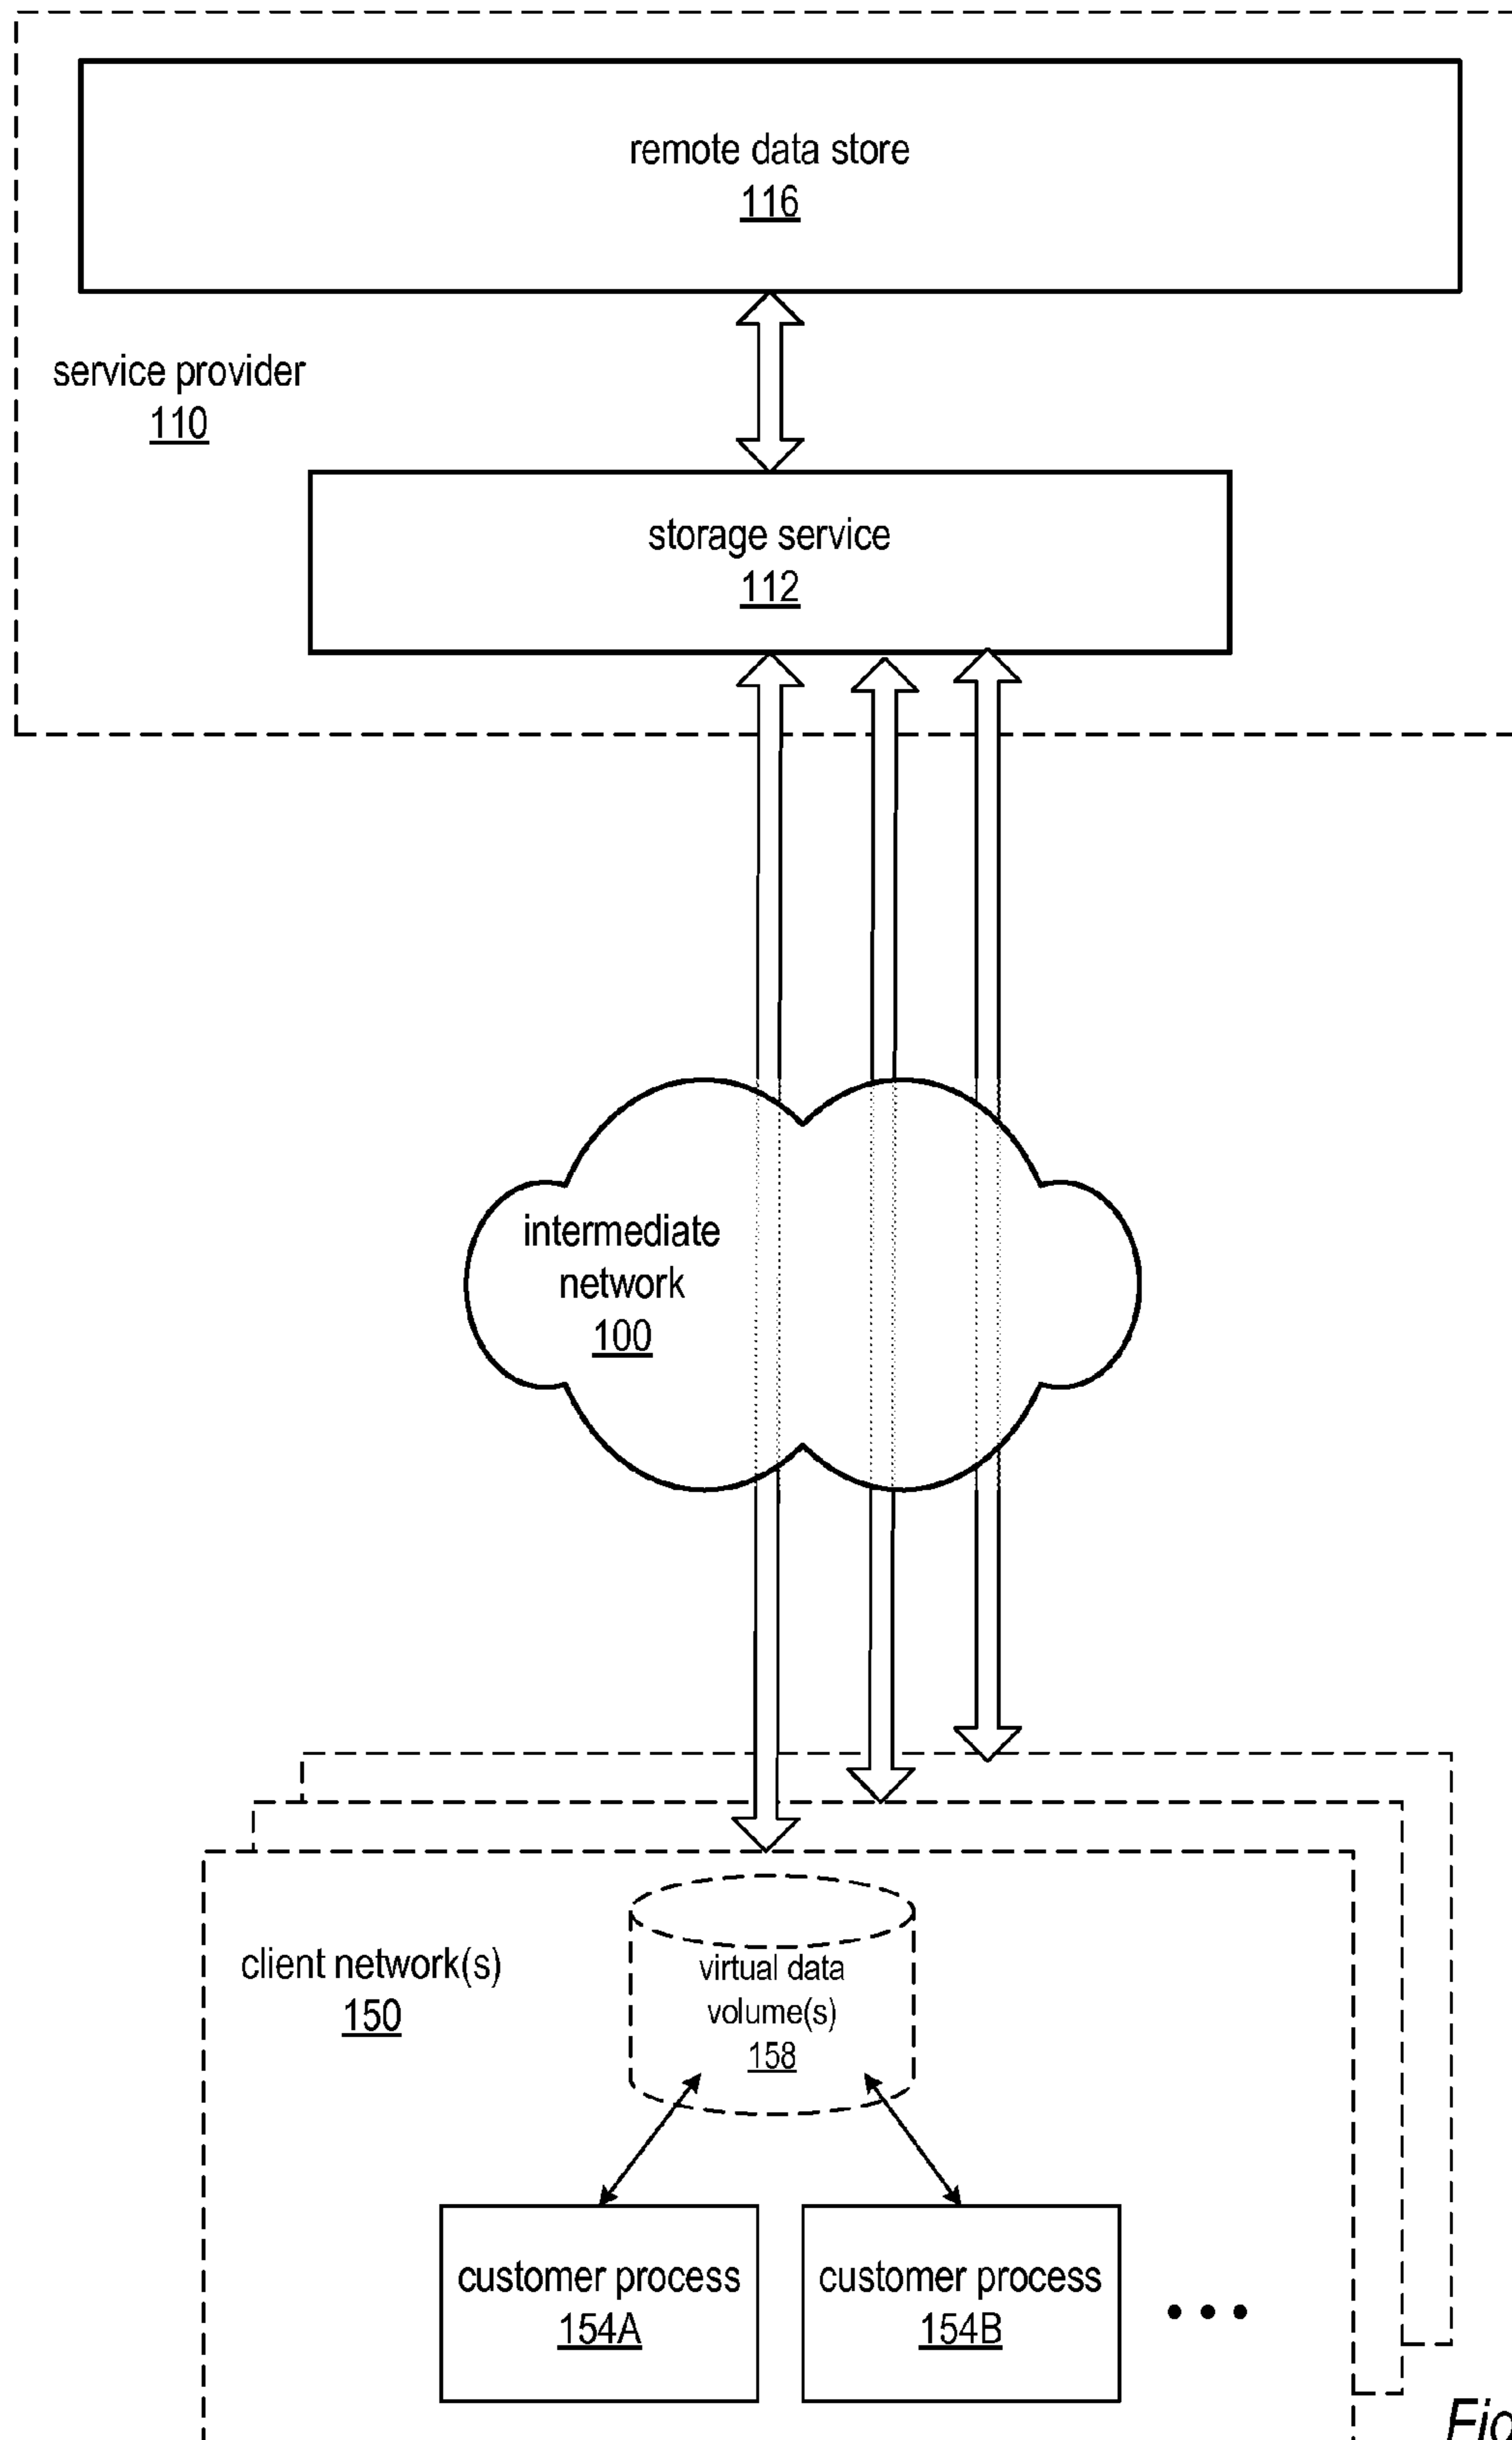 remote data store
116
service provider
110
storage service
112
intermediate
network
100
client network(s)
150
virtual data
volume(s)
158
customer process
154A
customer process
154B